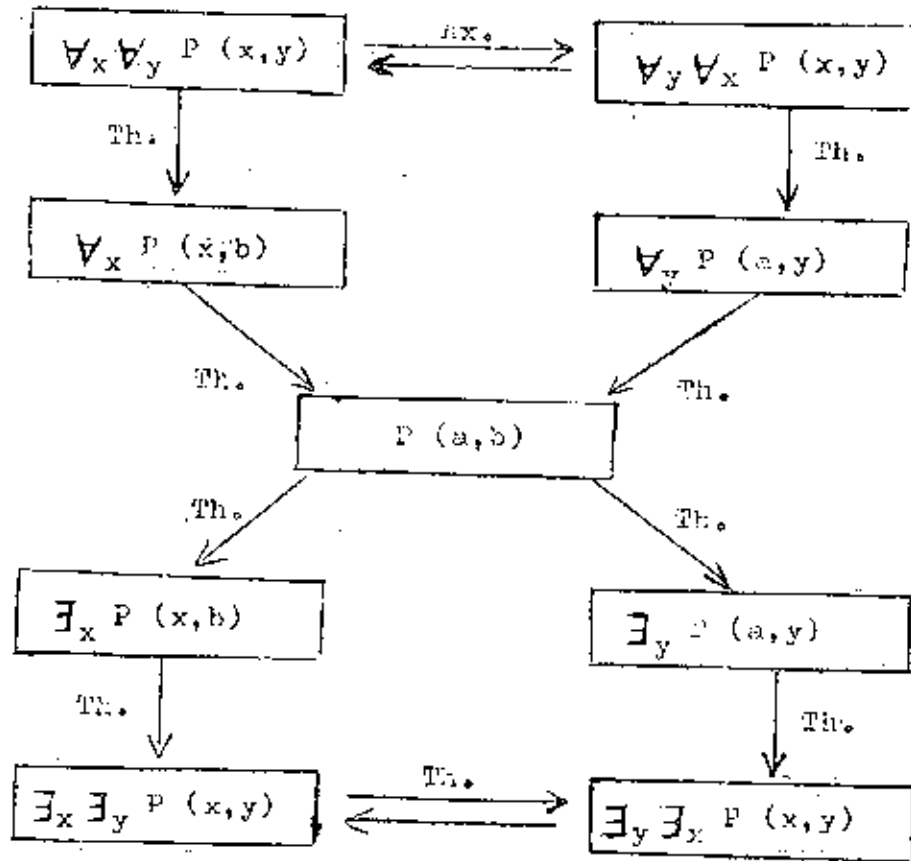 ∀x ∀y P (x,y)
Ax.
∀y ∀x P (x,y)
Th.
Th.
∀x P (x,b)
∀y P (a,y)
Th.
Th.
P (a,b)
Th.
Th.
∃x P (x,b)
∃y P (a,y)
Th.
Th.
∃x ∃y P (x,y)
Th.
∃y ∃x P (x,y)